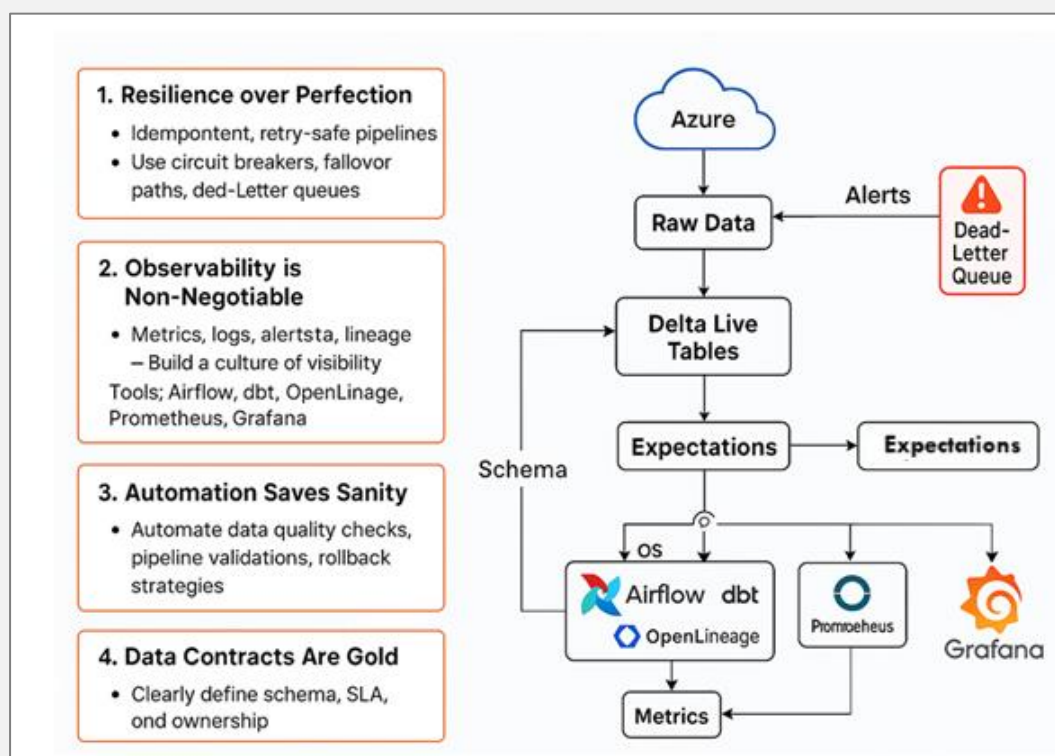 1. Resilience over Perfection
• Idempontent, retry-safe pipelines
• Use circuit breakers, fallovor
paths, ded-Letter queues
2. Observability is
Non-Negotiable
• Metrics, logs, alertsta, lineage
– Build a culture of visibility
Tools; Airflow, dbt, OpenLinage,
Prometheus, Grafana
3. Automation Saves Sanity
• Automate data quality checks,
pipeline validations, rollback
strategies
4. Data Contracts Are Gold
• Clearly define schema, SLA,
ond ownership
Azure
Raw Data
Alerts
Dead-
Letter
Queue
Delta Live
Tables
Expectations
Expectations
Schema
OS
Airflow dbt
OpenLineage
Promroeheus
Grafana
Metrics